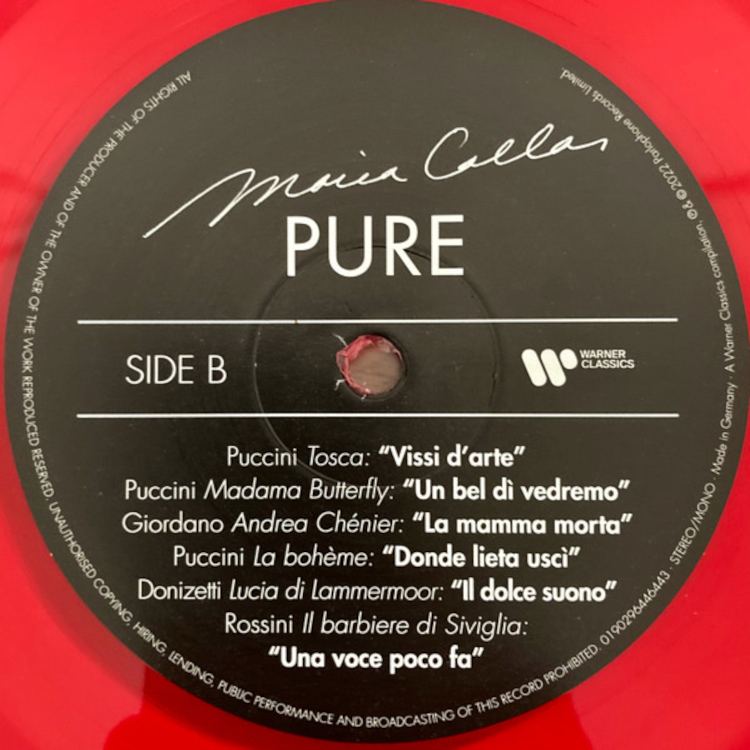 Maria Callas
PURE
SIDE B
WARNER
CLASSICS
Puccini Tosca: “Vissi d’arte”
Puccini Madama Butterfly: “Un bel dì vedremo”
Giordano Andrea Chénier: “La mamma morta”
Puccini La bohème: “Donde lieta uscì”
Donizetti Lucia di Lammermoor: “Il dolce suono”
Rossini Il barbiere di Siviglia:
“Una voce poco fa”
ALL RIGHTS OF THE PRODUCER AND OF THE OWNER OF THE WORK REPRODUCED RESERVED. UNAUTHORISED COPYING, HIRING, LENDING, PUBLIC PERFORMANCE AND BROADCASTING OF THIS RECORD PROHIBITED. 0190296446443 · STEREO/MONO · Made in Germany · A Warner Classics compilation, ℗ & © 2022 Parlophone Records Limited.